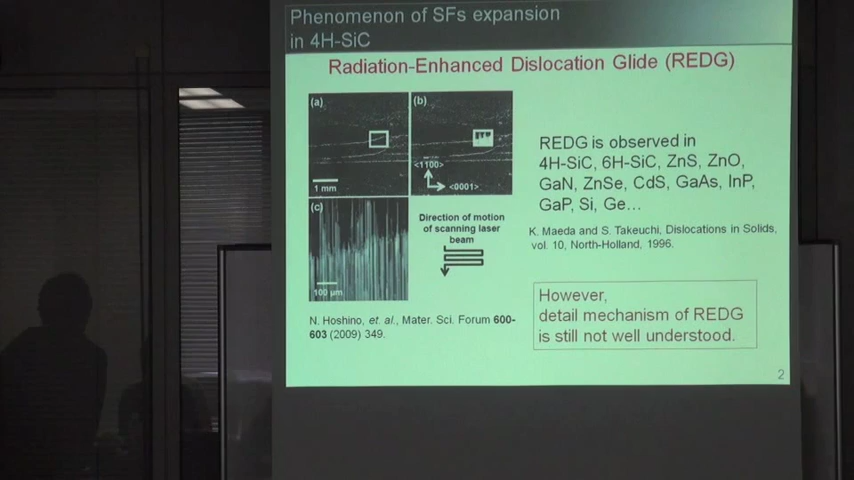 Phenomenon of SFs expansion
in 4H-SiC
Radiation-Enhanced Dislocation Glide (REDG)
(a)
(b)
1 mm
<1100>
<0001>
(c)
100 μm
Direction of motion
of scanning laser
beam
N. Hoshino, et. al., Mater. Sci. Forum 600-
603 (2009) 349.
REDG is observed in
4H-SiC, 6H-SiC, ZnS, ZnO,
GaN, ZnSe, CdS, GaAs, InP,
GaP, Si, Ge...
K. Maeda and S. Takeuchi, Dislocations in Solids,
vol. 10, North-Holland, 1996.
However,
detail mechanism of REDG
is still not well understood.
2